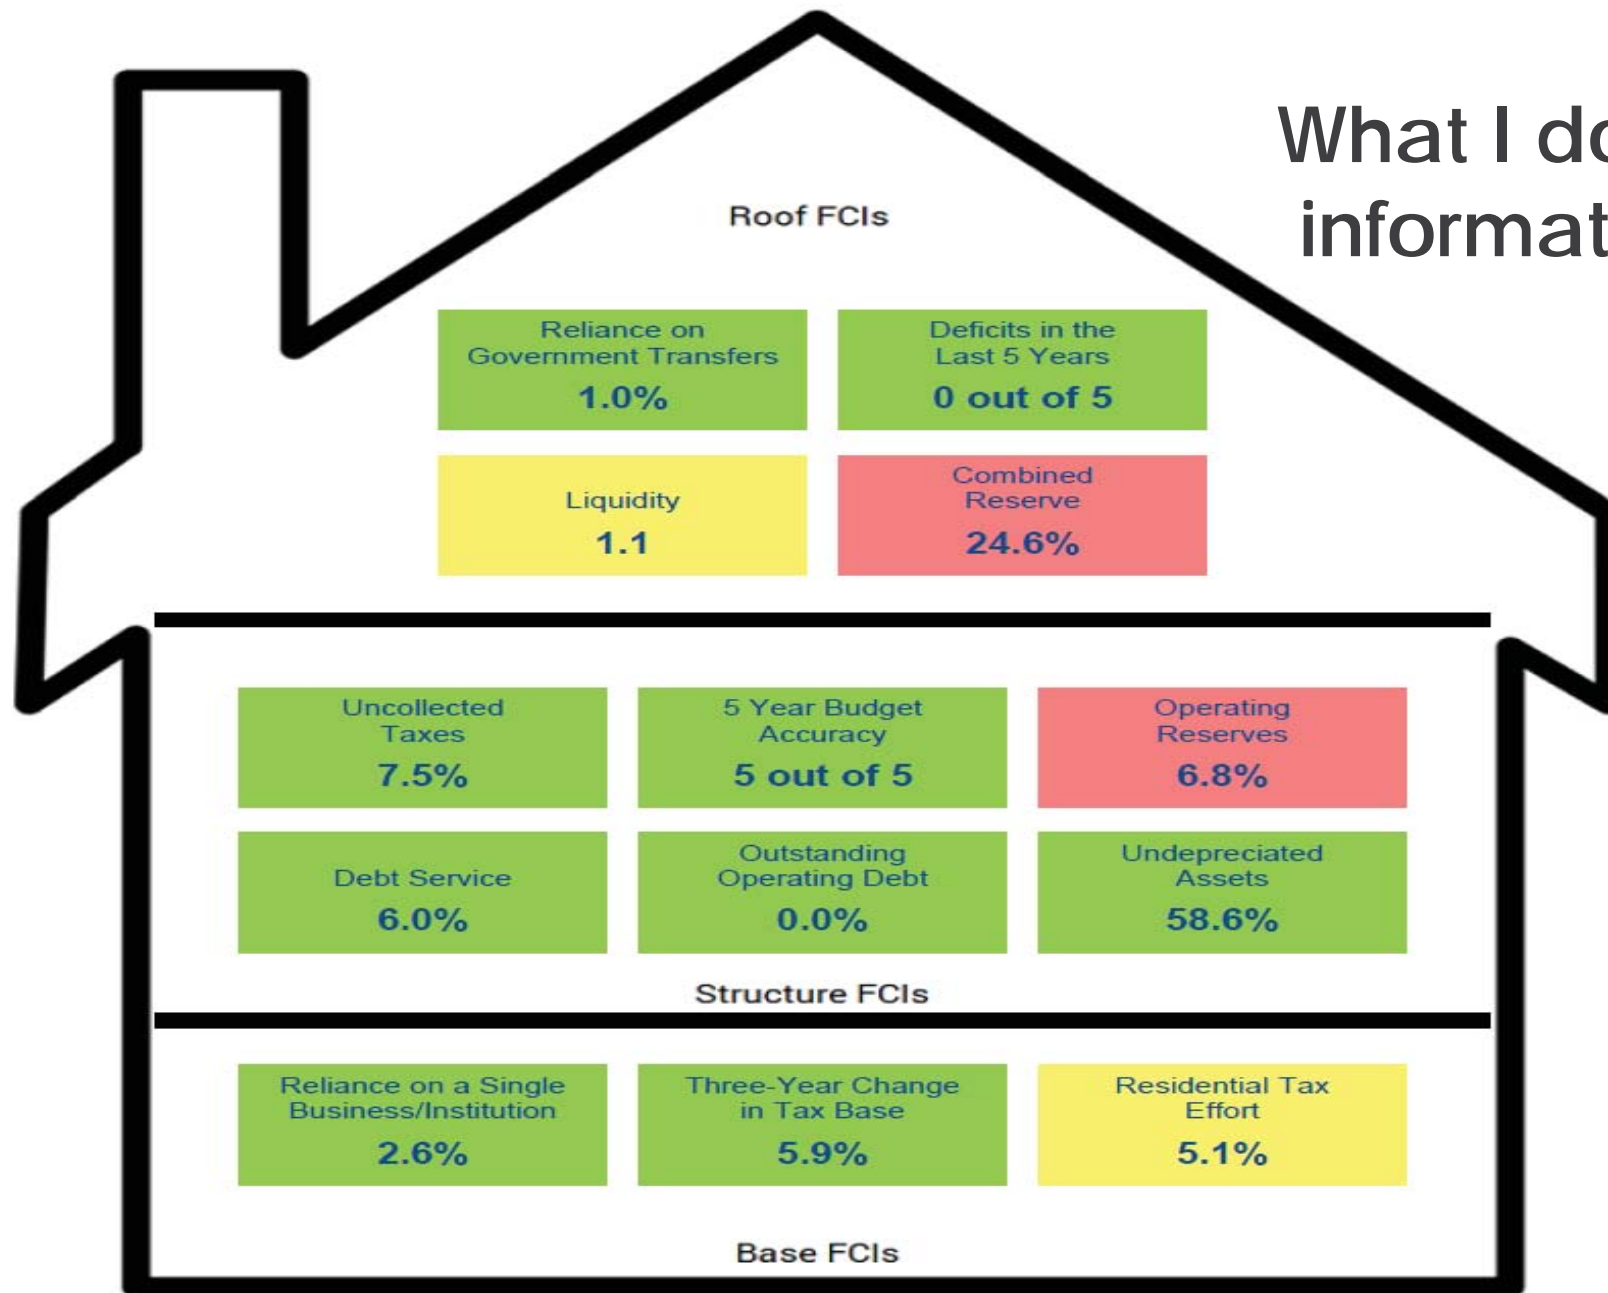 What I do
informat
Roof FCIs
Reliance on
Government Transfers
1.0%
Deficits in the
Last 5 Years
0 out of 5
Liquidity
1.1
Combined
Reserve
24.6%
Uncollected
Taxes
7.5%
5 Year Budget
Accuracy
5 out of 5
Operating
Reserves
6.8%
Debt Service
6.0%
Outstanding
Operating Debt
0.0%
Undepreciated
Assets
58.6%
Structure FCIs
Reliance on a Single
Business/Institution
2.6%
Three-Year Change
in Tax Base
5.9%
Residential Tax
Effort
5.1%
Base FCIs